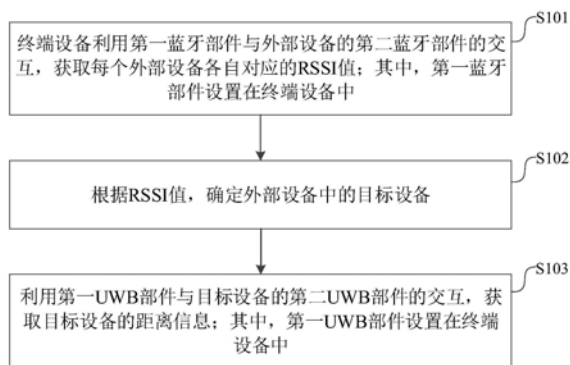 S101
终端设备利用第一蓝牙部件与外部设备的第二蓝牙部件的交
互，获取每个外部设备各自对应的RSSI值；其中，第一蓝牙
部件设置在终端设备中
S102
根据RSSI值，确定外部设备中的目标设备
S103
利用第一UWB部件与目标设备的第二UWB部件的交互，获
取目标设备的距离信息；其中，第一UWB部件设置在终端
设备中